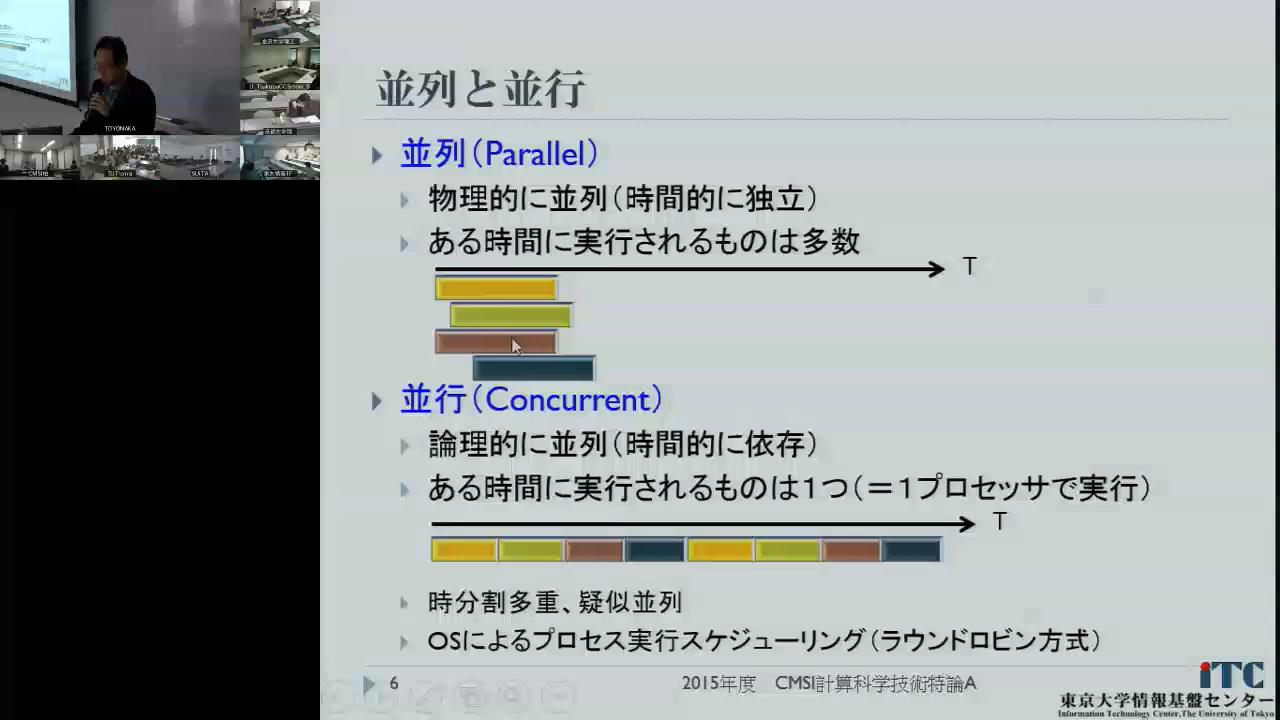 並列と並行
並列(Parallel)
物理的に並列(時間的に独立)
ある時間に実行されるものは多数
T
並行(Concurrent)
論理的に並列(時間的に依存)
ある時間に実行されるものは1つ(=1プロセッサで実行)
T
時分割多重、疑似並列
OSによるプロセス実行スケジューリング(ラウンドロビン方式)
6
2015年度 CMSI計算科学技術特論A
iTC
東京大学情報基盤センター
Information Technology Center,The University of Tokyo
TOYONAKA
U_TsukubaCCSroom_B
SUITA